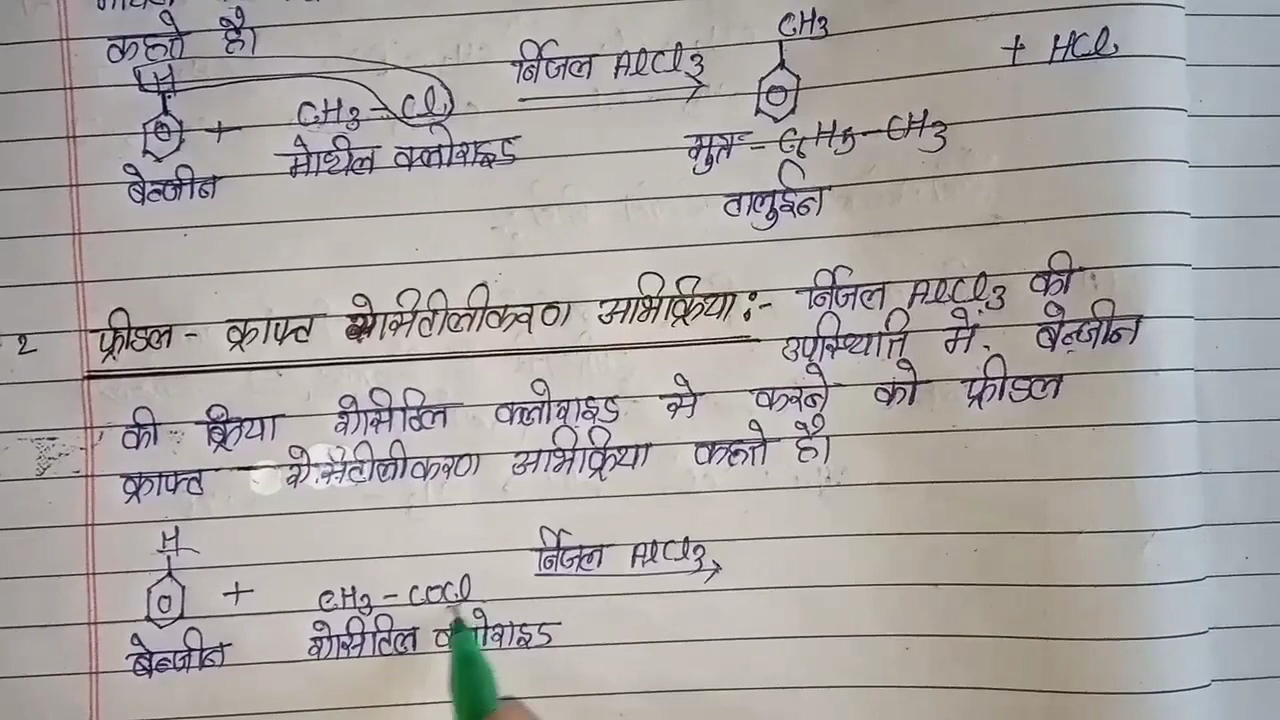 कहते है।
CH3
H
CH3 - Cl
निर्जल AlCl3
+ HCl
+
बेन्जीन
मेथिल क्लोराइड
सुत्र - C6H5-CH3
टालुईन
2 फ्रीडल - क्राफ्ट ऐसिटीलीकरण अभिक्रिया :- निर्जल AlCl3 की
उपस्थिति में बेन्जीन
की क्रिया ऐसिटिल क्लोराइड से करने को फ्रीडल
क्राफ्ट ऐसिटीलीकरण अभिक्रिया कहते है।
H
+
CH3 - COCl
निर्जल AlCl3
बेन्जीन
ऐसिटिल क्लोराइड